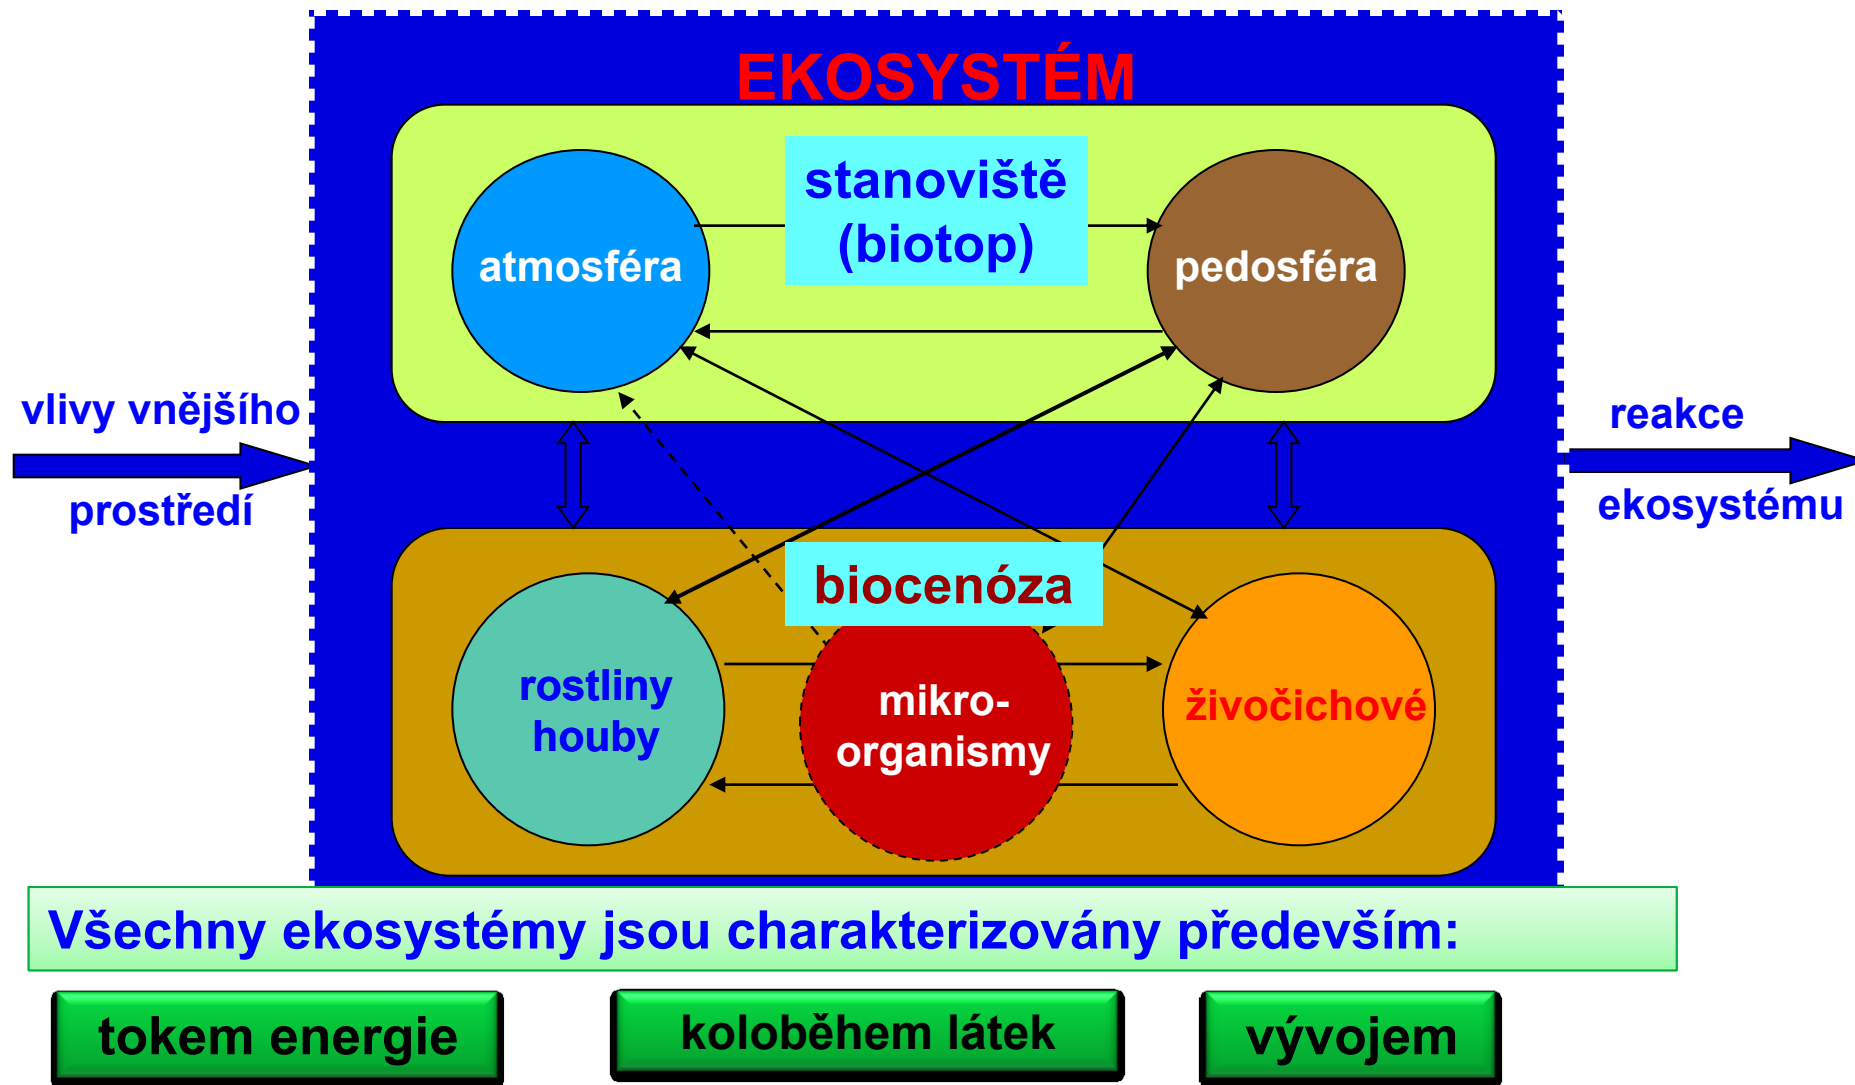 EKOSYSTÉM
stanoviště
(biotop)
atmosféra
pedosféra
vlivy vnějšího
prostředí
reakce
ekosystému
biocenóza
rostliny
houby
mikro-
organismy
živočichové
Všechny ekosystémy jsou charakterizovány především:
tokem energie
koloběhem látek
vývojem